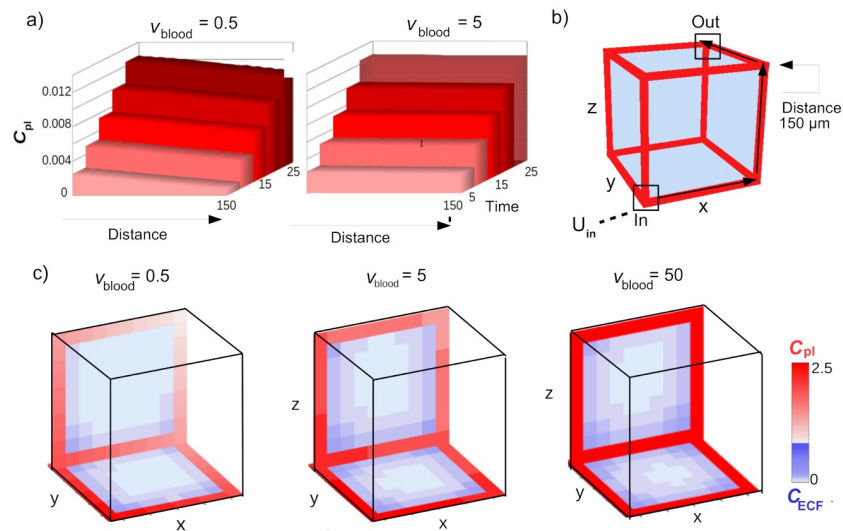 a)
v_blood = 0.5
v_blood = 5
C_pl
0.012
0.008
0.004
0
150
15
25
Distance
1
150
5
15
25
Time
Distance
b)
Out
z
Distance
150 µm
y
x
In
U_in
c)
v_blood = 0.5
v_blood = 5
v_blood = 50
z
z
y
x
y
x
y
x
C_pl
2.5
0
C_ECF